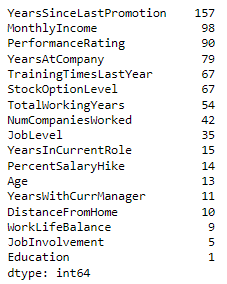 YearsSinceLastPromotion 157
MonthlyIncome 98
PerformanceRating 90
YearsAtCompany 79
TrainingTimesLastYear 67
StockOptionLevel 67
TotalWorkingYears 54
NumCompaniesWorked 42
JobLevel 35
YearsInCurrentRole 15
PercentSalaryHike 14
Age 13
YearsWithCurrManager 11
DistanceFromHome 10
WorkLifeBalance 9
JobInvolvement 5
Education 1
dtype: int64